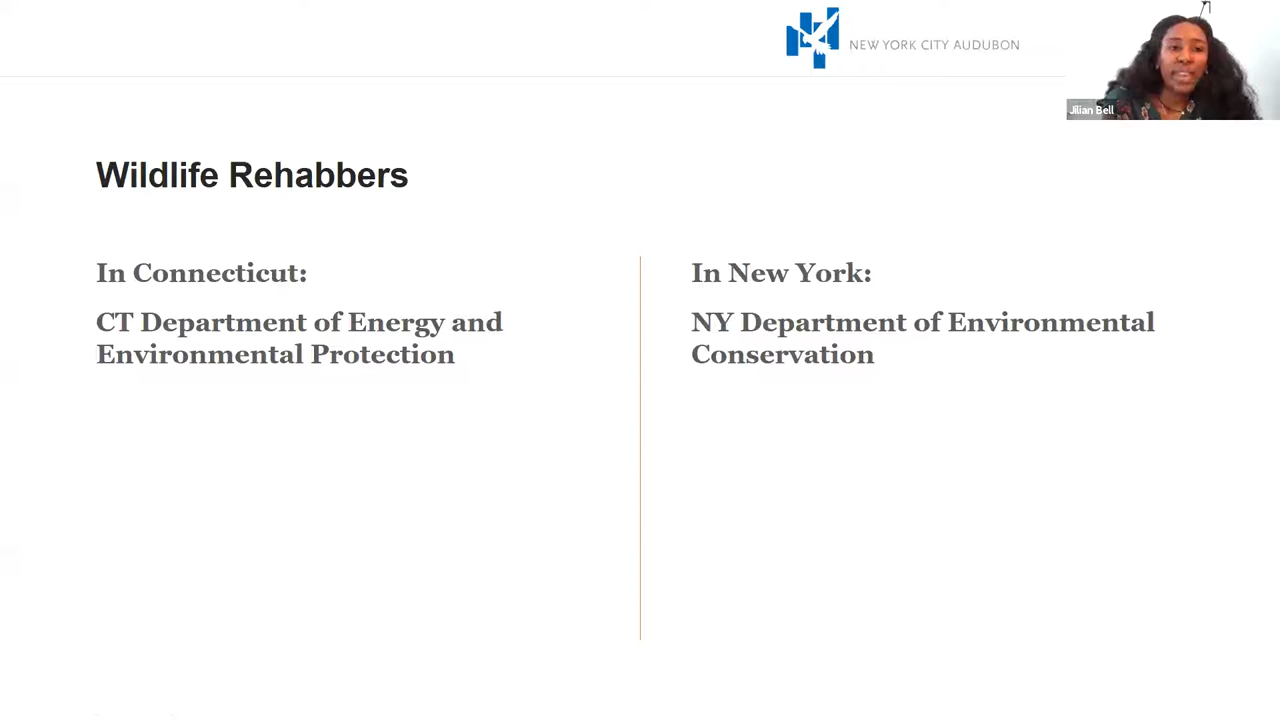 NEW YORK CITY AUDUBON
Jilian Bell
Wildlife Rehabbers
In Connecticut:
CT Department of Energy and
Environmental Protection
In New York:
NY Department of Environmental
Conservation